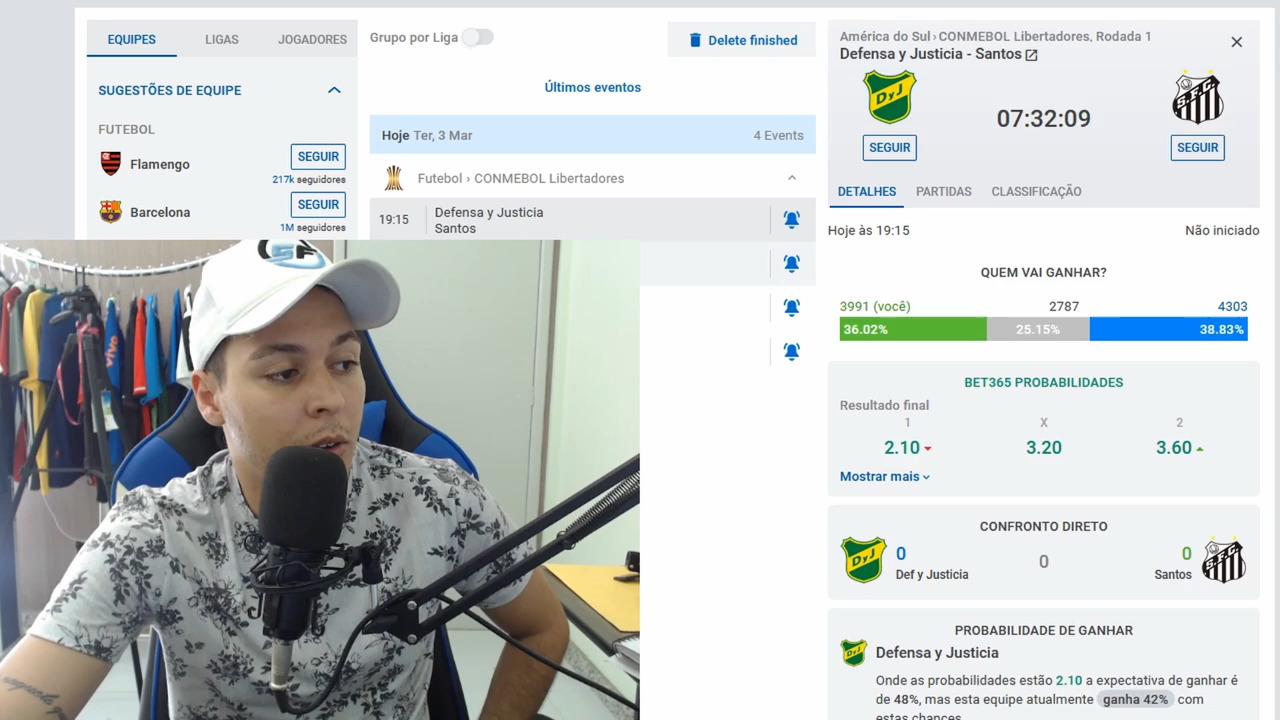 EQUIPES LIGAS JOGADORES
SUGESTÕES DE EQUIPE
FUTEBOL
Flamengo
SEGUIR
217k seguidores
Barcelona
SEGUIR
1M seguidores
Grupo por Liga
Delete finished
Últimos eventos
Hoje Ter, 3 Mar
4 Events
Futebol › CONMEBOL Libertadores
19:15
Defensa y Justicia
Santos
América do Sul › CONMEBOL Libertadores, Rodada 1
Defensa y Justicia - Santos
DyJ
07:32:09
SFC
SEGUIR
SEGUIR
DETALHES PARTIDAS CLASSIFICAÇÃO
Hoje às 19:15
Não iniciado
QUEM VAI GANHAR?
3991 (você) 2787 4303
36.02% 25.15% 38.83%
BET365 PROBABILIDADES
Resultado final
1 X 2
2.10 3.20 3.60
Mostrar mais
CONFRONTO DIRETO
DyJ
0 0 0
Def y Justicia
Santos
PROBABILIDADE DE GANHAR
Defensa y Justicia
Onde as probabilidades estão 2.10 a expectativa de ganhar é
de 48%, mas esta equipe atualmente ganha 42% com
estas chances.
SF